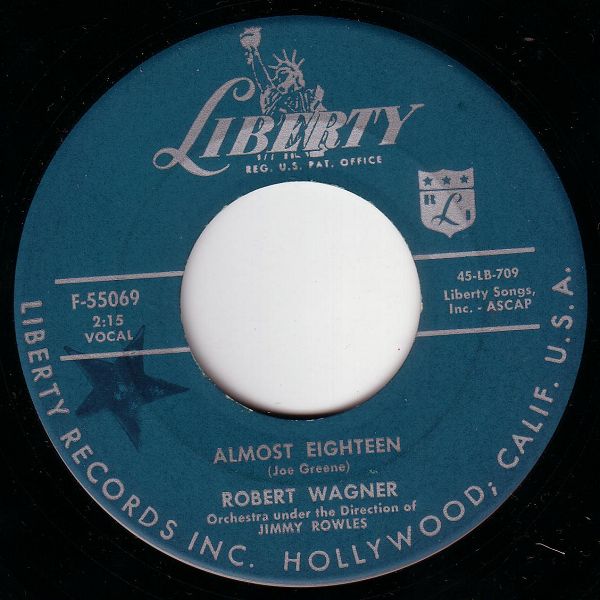 LIBERTY
REG. U.S. PAT. OFFICE
R L I
45-LB-709
Liberty Songs,
Inc. - ASCAP
F-55069
2:15
VOCAL
ALMOST EIGHTEEN
(Joe Greene)
ROBERT WAGNER
Orchestra under the Direction of
JIMMY ROWLES
LIBERTY RECORDS INC. HOLLYWOOD; CALIF. U.S.A.